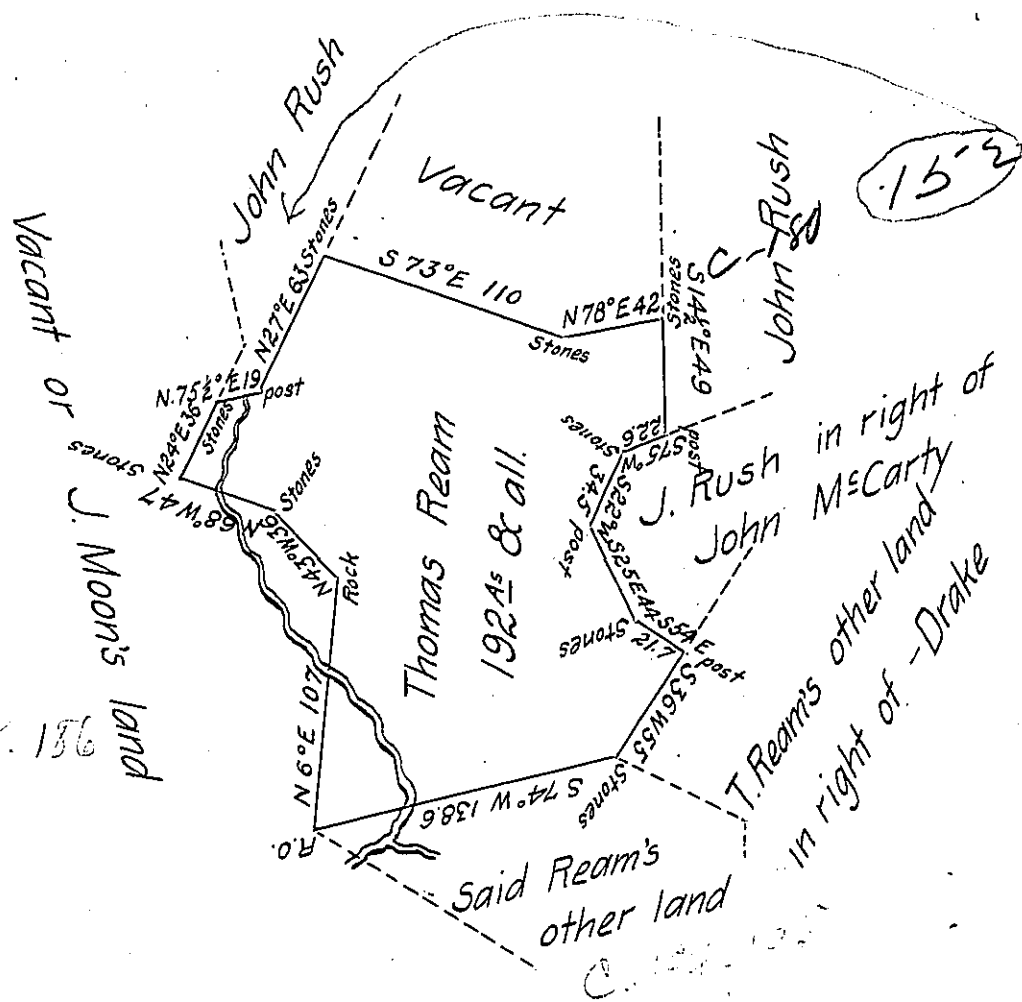 John Rush
Vacant
John Rush
C - 80
Vacant or J. Moon's land
S 73°E 110
N 78°E 42
Stones
Stones
S 14½°E 49
N 27°E 63
Stones
N. 75½° E 19
post
N 24°E 36
Stones
Stones
N 68°W 47
Stones
N 43°W 36
Rock
N 6°E 107
R.O.
S 74°W 138.6
Stones
S 36 W 55
post
S 54 E
21.7
Stones
S 25 E 44
post
S 22°W
34.5
Stones
S 75°W
22.6
post
Thomas Ream
192 As & all.
J. Rush in right of
John McCarty
T. Ream's other land
in right of - Drake
Said Ream's
other land
186